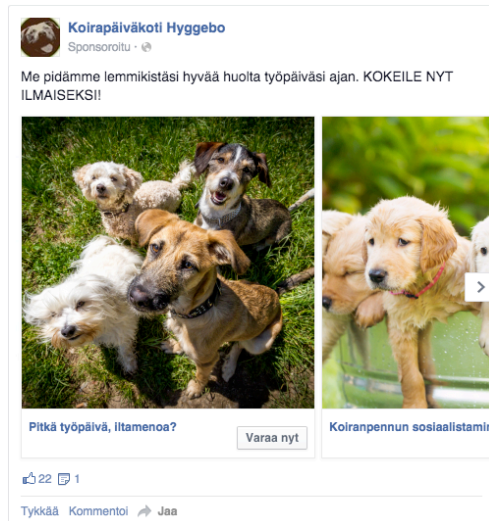 Koirapäiväkoti Hyggebo
Sponsoroitu ·
Me pidämme lemmikistäsi hyvää huolta työpäiväsi ajan. KOKEILE NYT
ILMAISEKSI!
Pitkä työpäivä, iltamenoa?
Varaa nyt
Koiranpennun
22 1
Tykkää Kommentoi Jaa